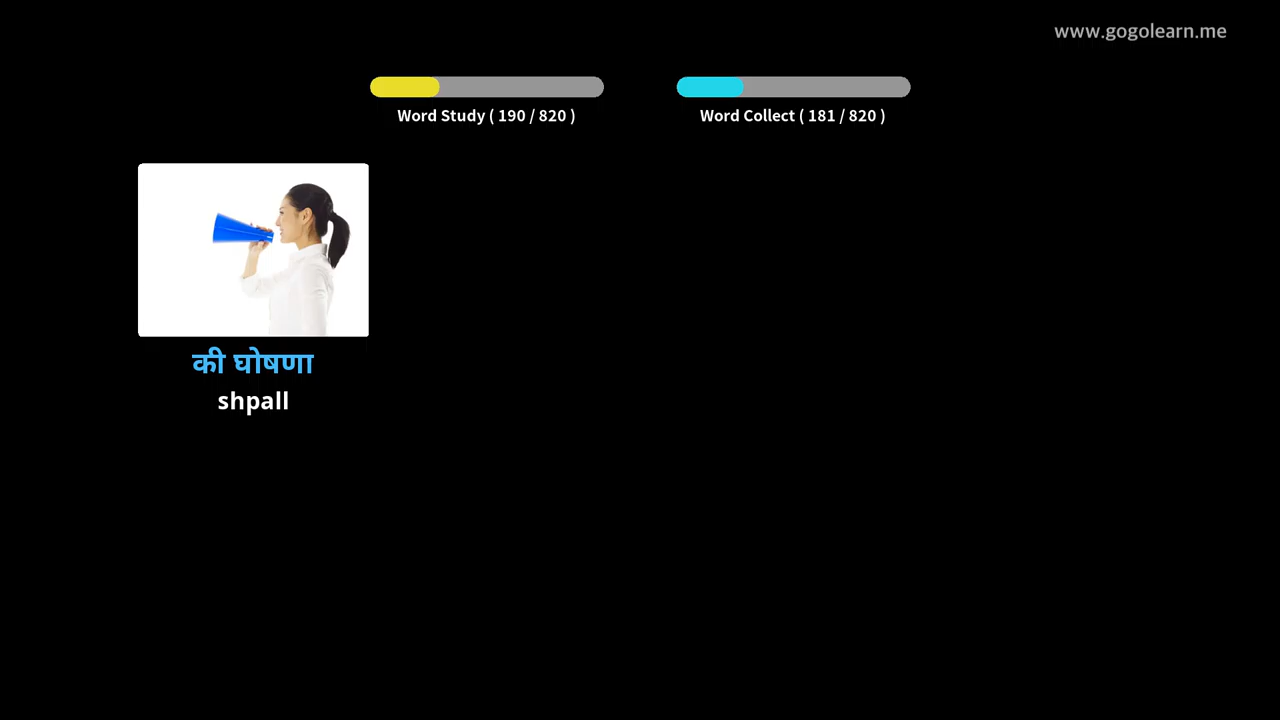 www.gogolearn.me
Word Study ( 190 / 820 )
Word Collect ( 181 / 820 )
की घोषणा
shpall